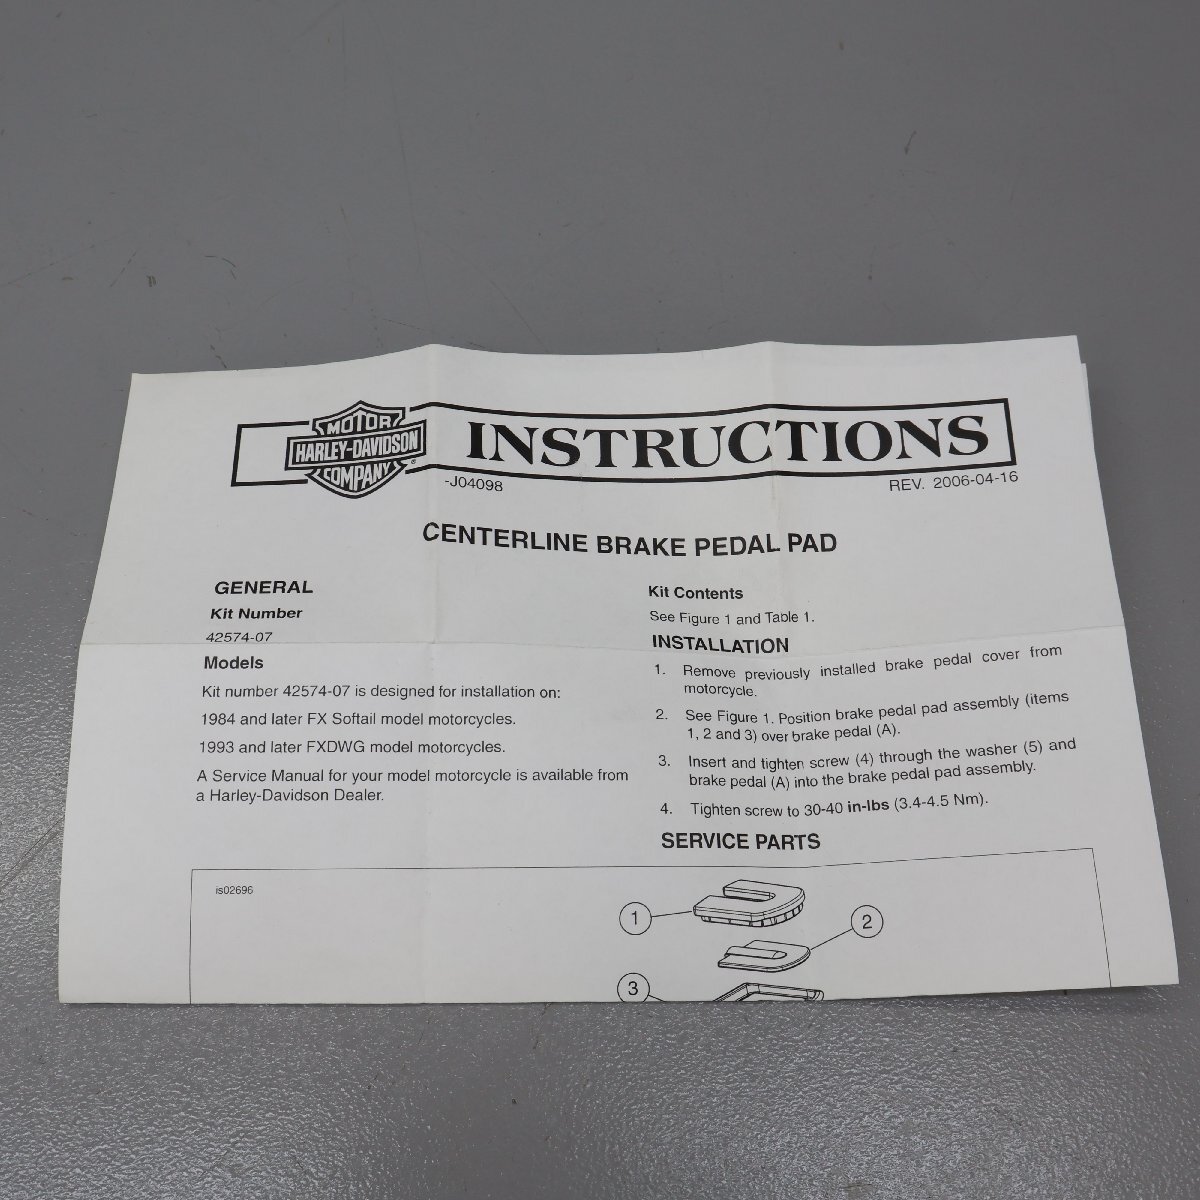 MOTOR
HARLEY-DAVIDSON
COMPANY
®
INSTRUCTIONS
-J04098
REV. 2006-04-16
CENTERLINE BRAKE PEDAL PAD
GENERAL
Kit Number
42574-07
Models
Kit number 42574-07 is designed for installation on:
1984 and later FX Softail model motorcycles.
1993 and later FXDWG model motorcycles.
A Service Manual for your model motorcycle is available from
a Harley-Davidson Dealer.
Kit Contents
See Figure 1 and Table 1.
INSTALLATION
1. Remove previously installed brake pedal cover from
motorcycle.
2. See Figure 1. Position brake pedal pad assembly (items
1, 2 and 3) over brake pedal (A).
3. Insert and tighten screw (4) through the washer (5) and
brake pedal (A) into the brake pedal pad assembly.
4. Tighten screw to 30-40 in-lbs (3.4-4.5 Nm).
SERVICE PARTS
is02696
1
2
3